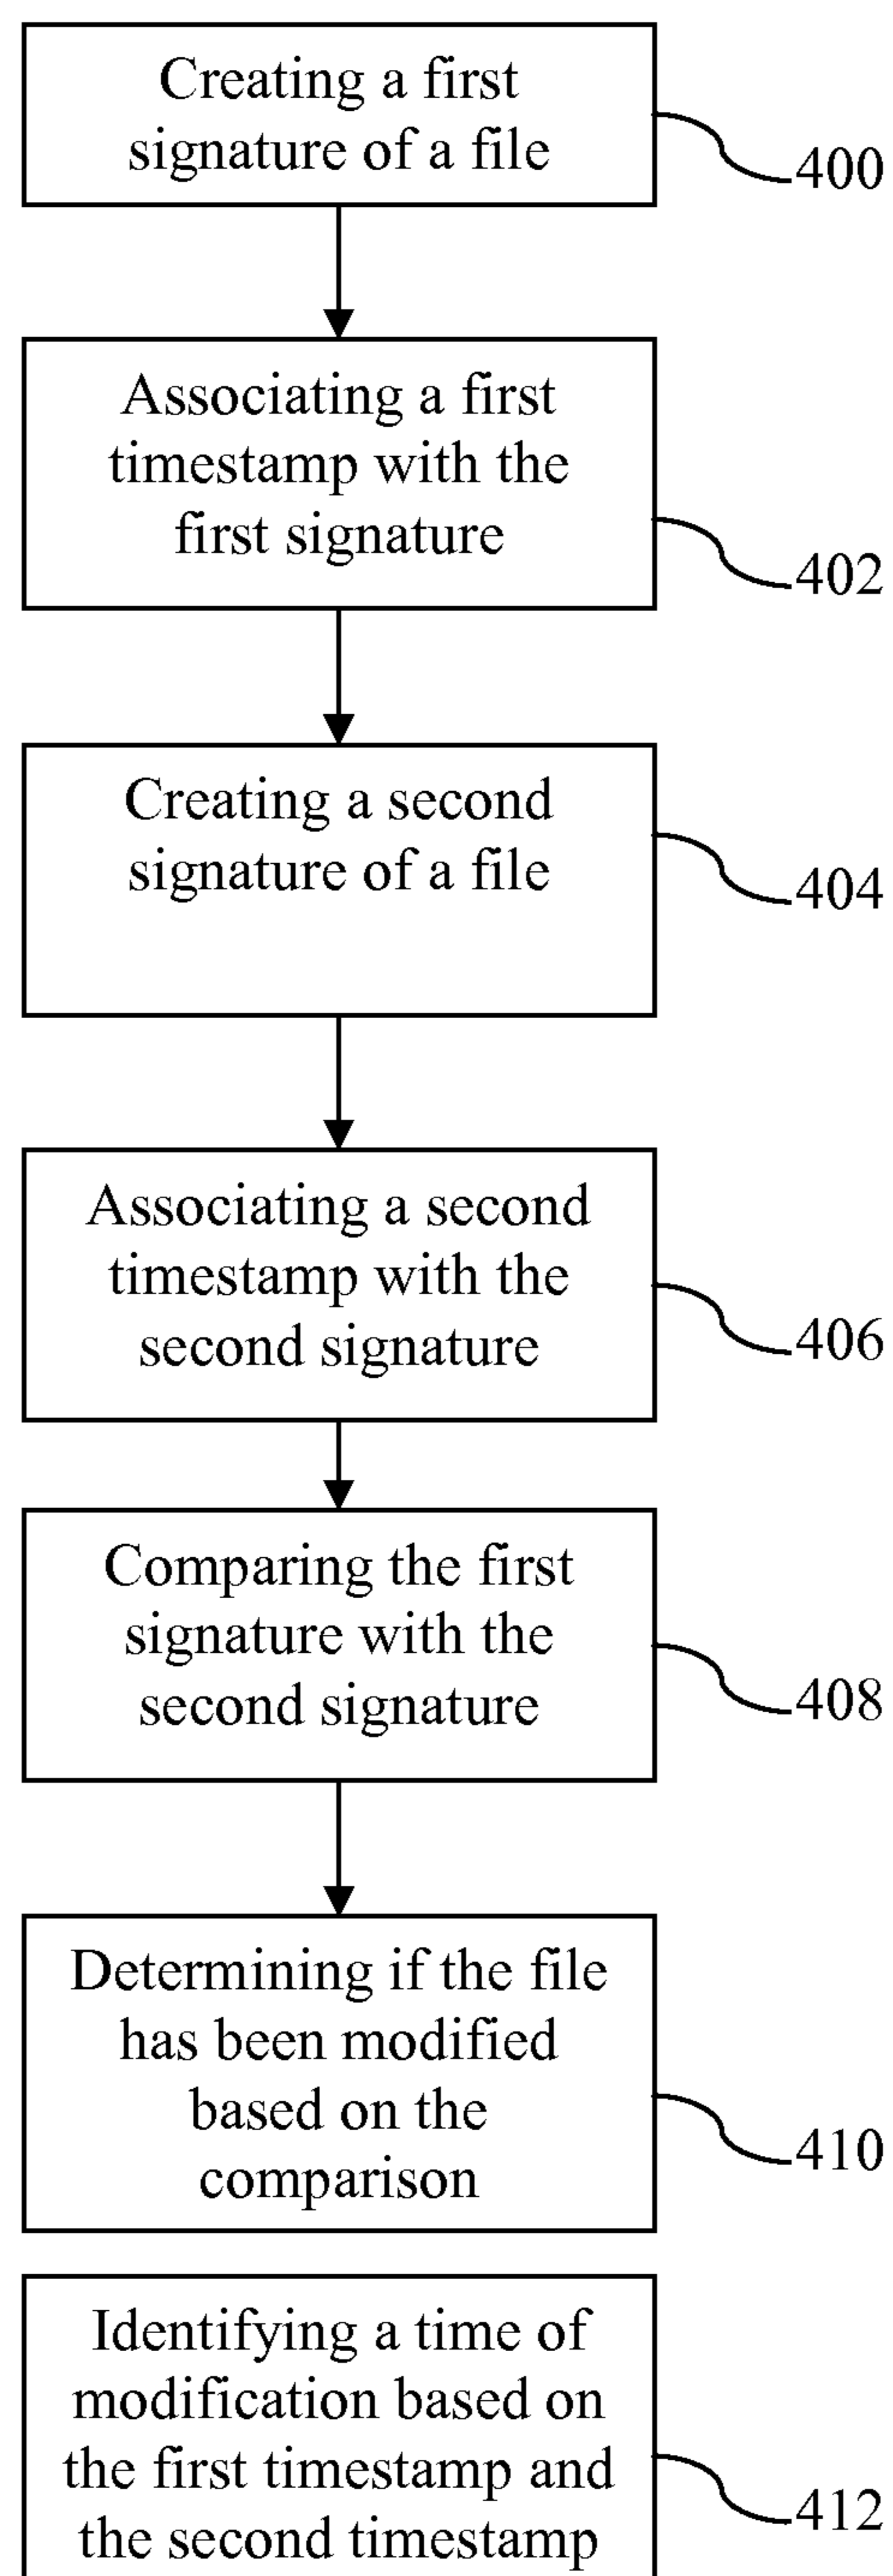 Creating a first
signature of a file
400
Associating a first
timestamp with the
first signature
402
Creating a second
signature of a file
404
Associating a second
timestamp with the
second signature
406
Comparing the first
signature with the
second signature
408
Determining if the file
has been modified
based on the
comparison
410
Identifying a time of
modification based on
the first timestamp and
the second timestamp
412